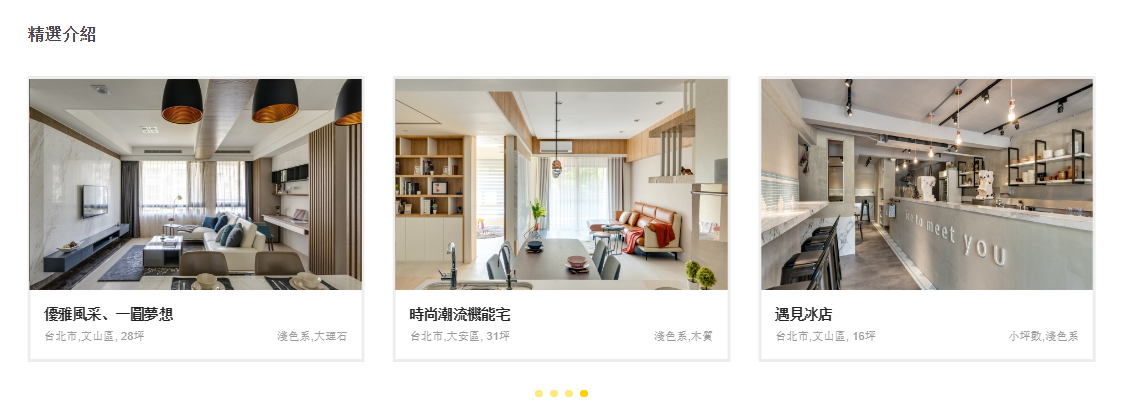 精選介紹
優雅風采、一圓夢想
台北市,文山區, 28坪
淺色系,大理石
時尚潮流機能宅
台北市,大安區, 31坪
淺色系,木質
ice to meet you
遇見冰店
台北市,文山區, 16坪
小坪數,淺色系